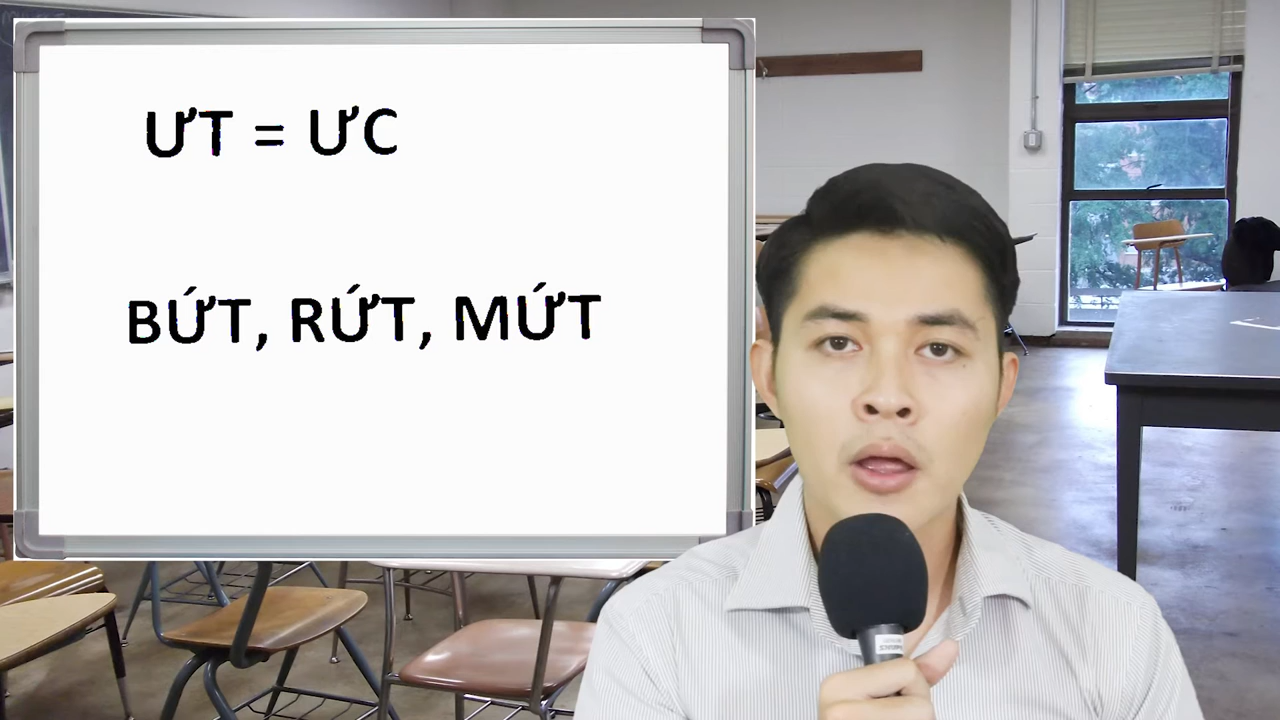 ƯT = ƯC
BỨT, RỨT, MỨT